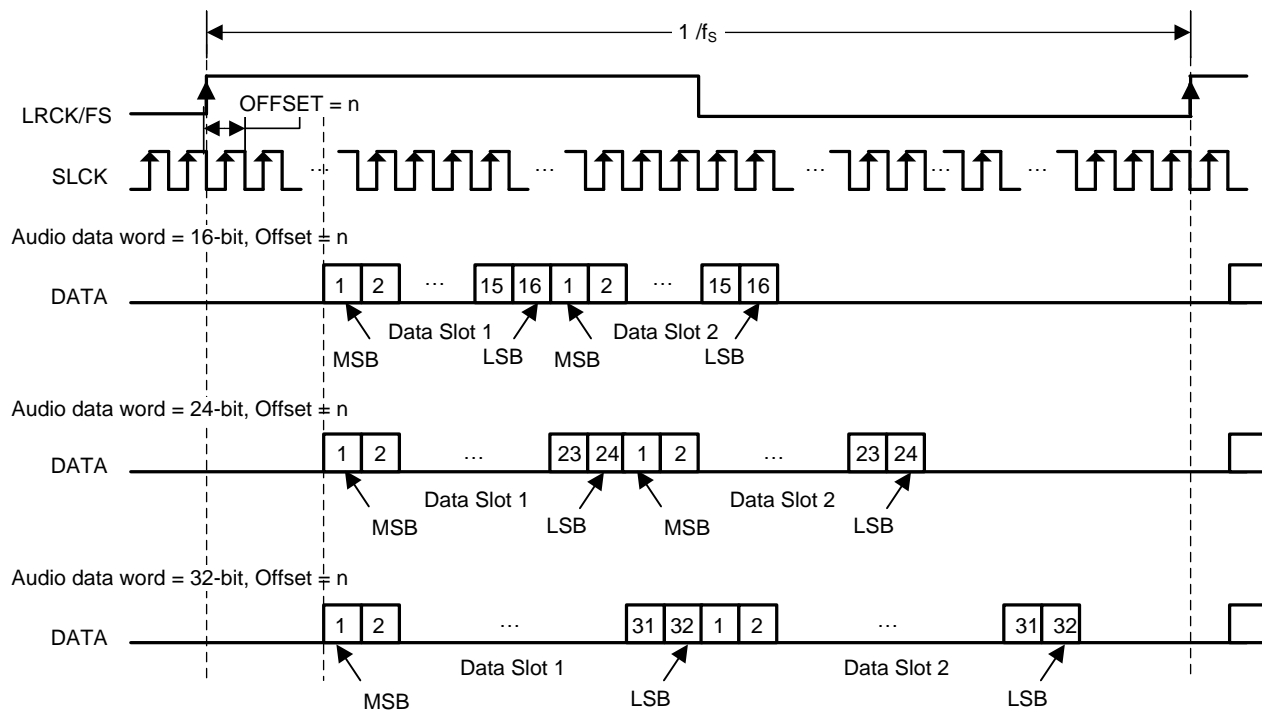 1 /fS
LRCK/FS
OFFSET = n
SLCK
... ... ... ... ...
Audio data word = 16-bit, Offset = n
DATA
1 2 ... 15 16 1 2 ... 15 16
Data Slot 1 Data Slot 2
MSB LSB MSB LSB
Audio data word = 24-bit, Offset = n
DATA
1 2 ... 23 24 1 2 ... 23 24
Data Slot 1 Data Slot 2
MSB LSB MSB LSB
Audio data word = 32-bit, Offset = n
DATA
1 2 ... 31 32 1 2 ... 31 32
Data Slot 1 Data Slot 2
MSB LSB LSB